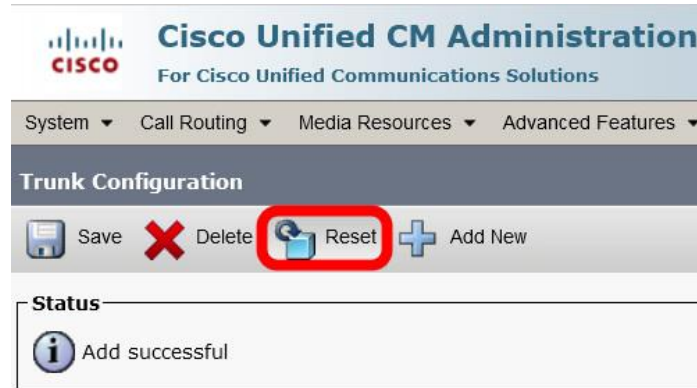 Cisco Unified CM Administration
CISCO
For Cisco Unified Communications Solutions
System Call Routing Media Resources Advanced Features
Trunk Configuration
Save Delete Reset Add New
Status
Add successful